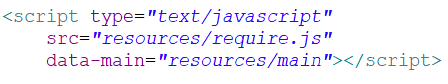 <script type="text/javascript"
src="resources/require.js"
data-main="resources/main"></script>